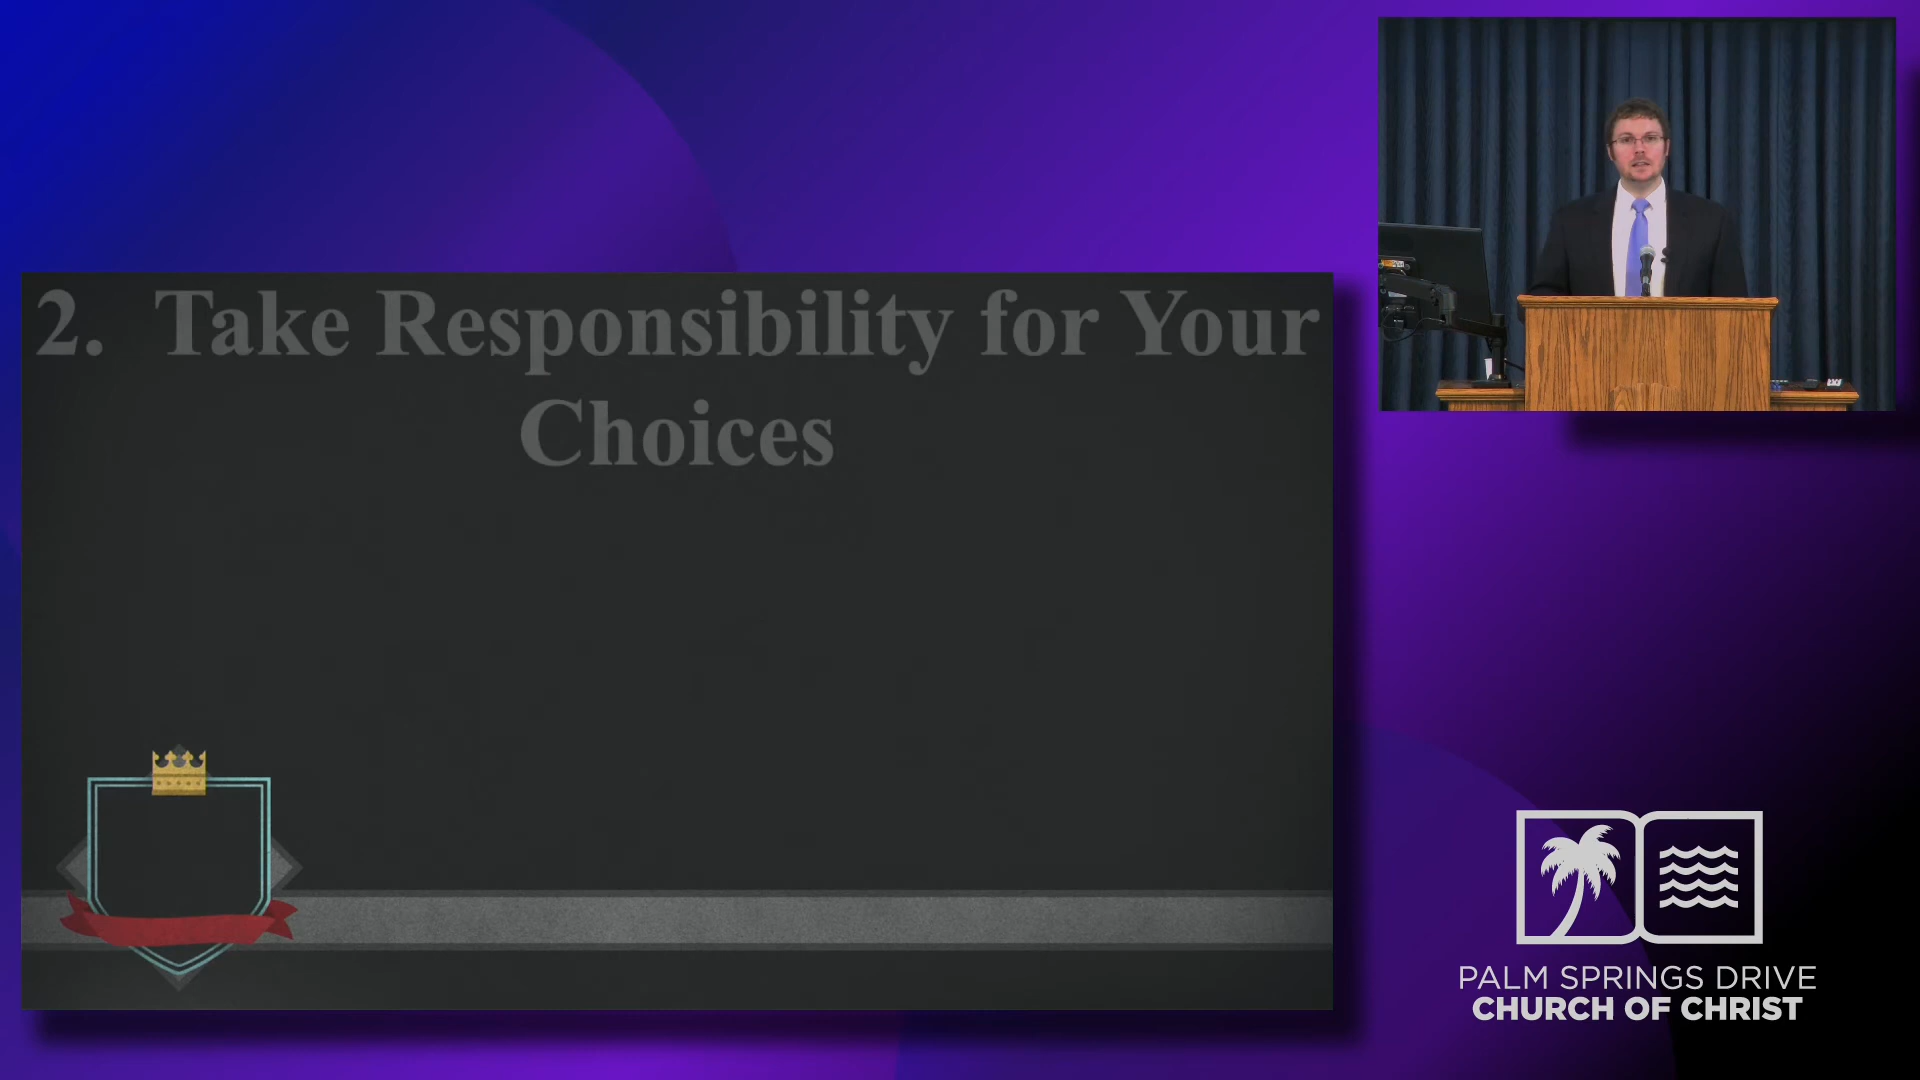 2. Take Responsibility for Your
Choices
PALM SPRINGS DRIVE
CHURCH OF CHRIST